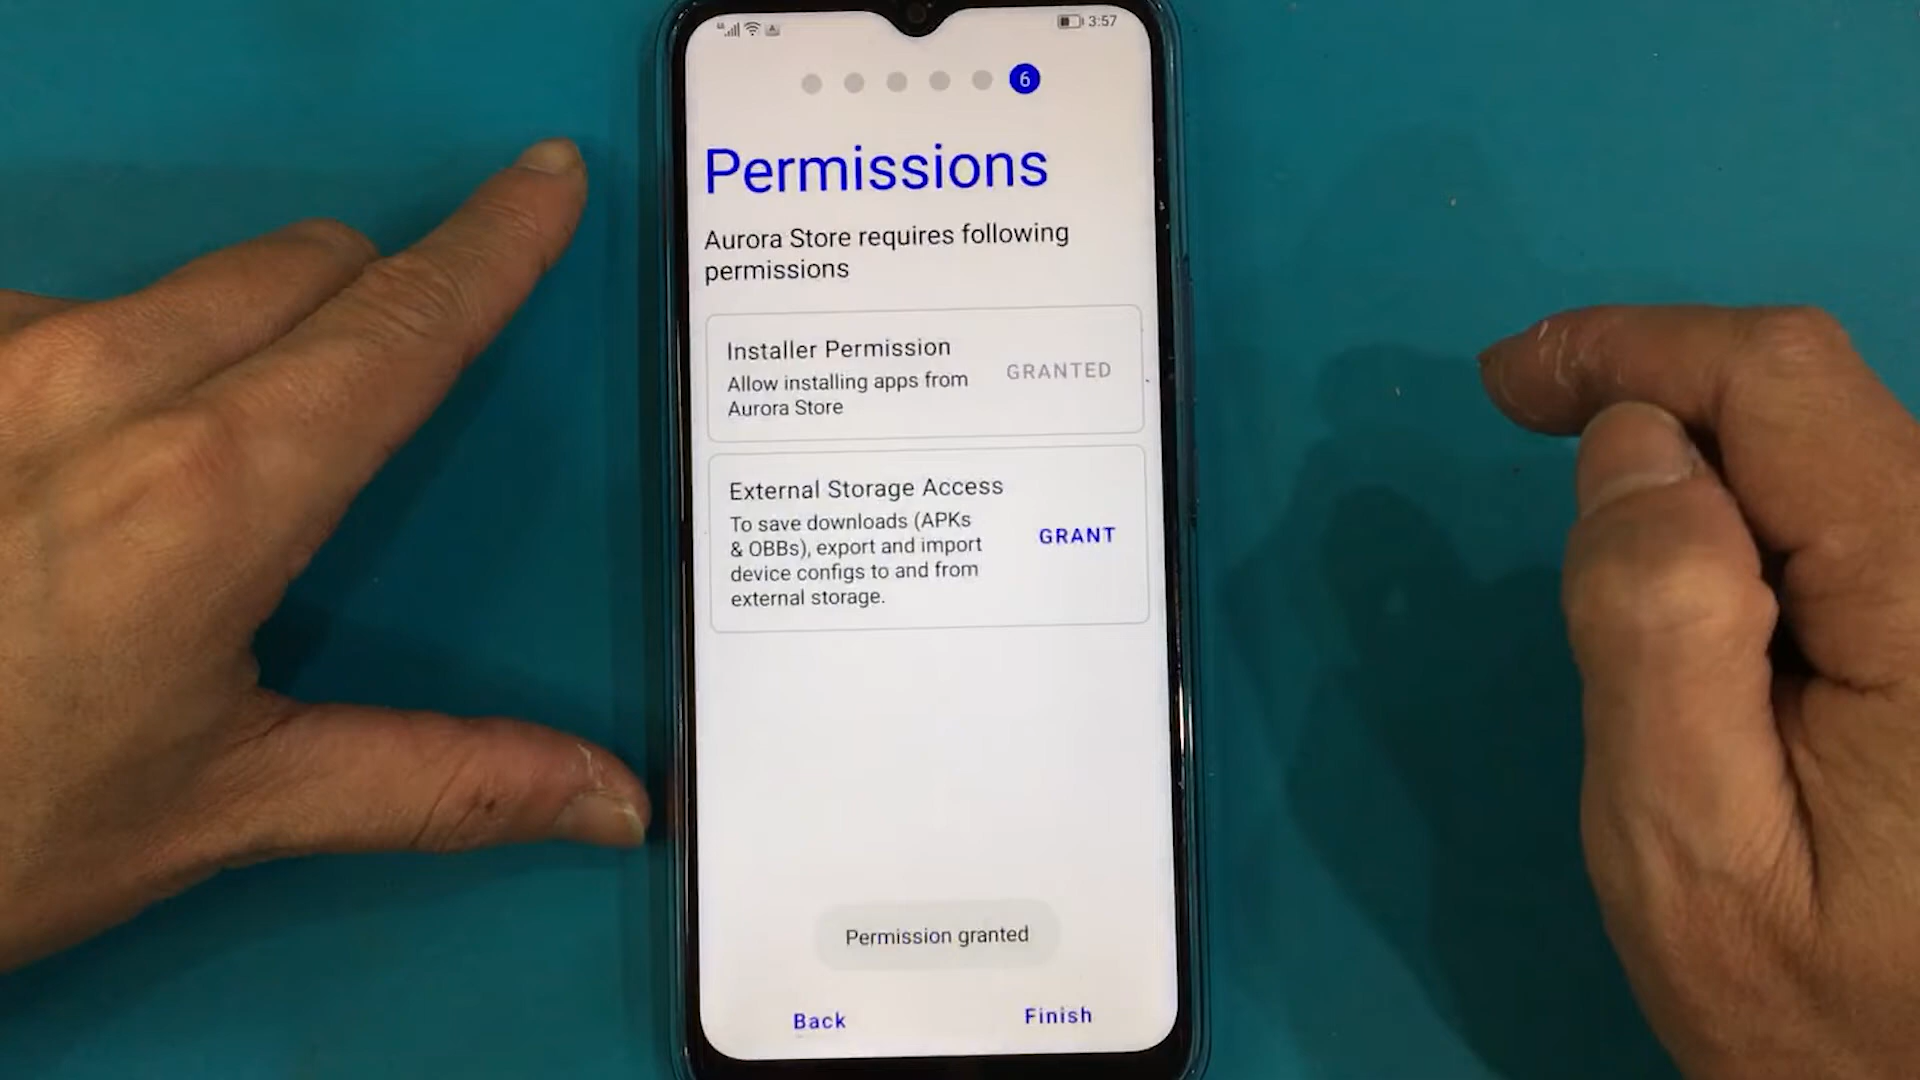 3:57
6
Permissions
Aurora Store requires following
permissions
Installer Permission
Allow installing apps from
Aurora Store
GRANTED
External Storage Access
To save downloads (APKs
& OBBs), export and import
device configs to and from
external storage.
GRANT
Permission granted
Back
Finish